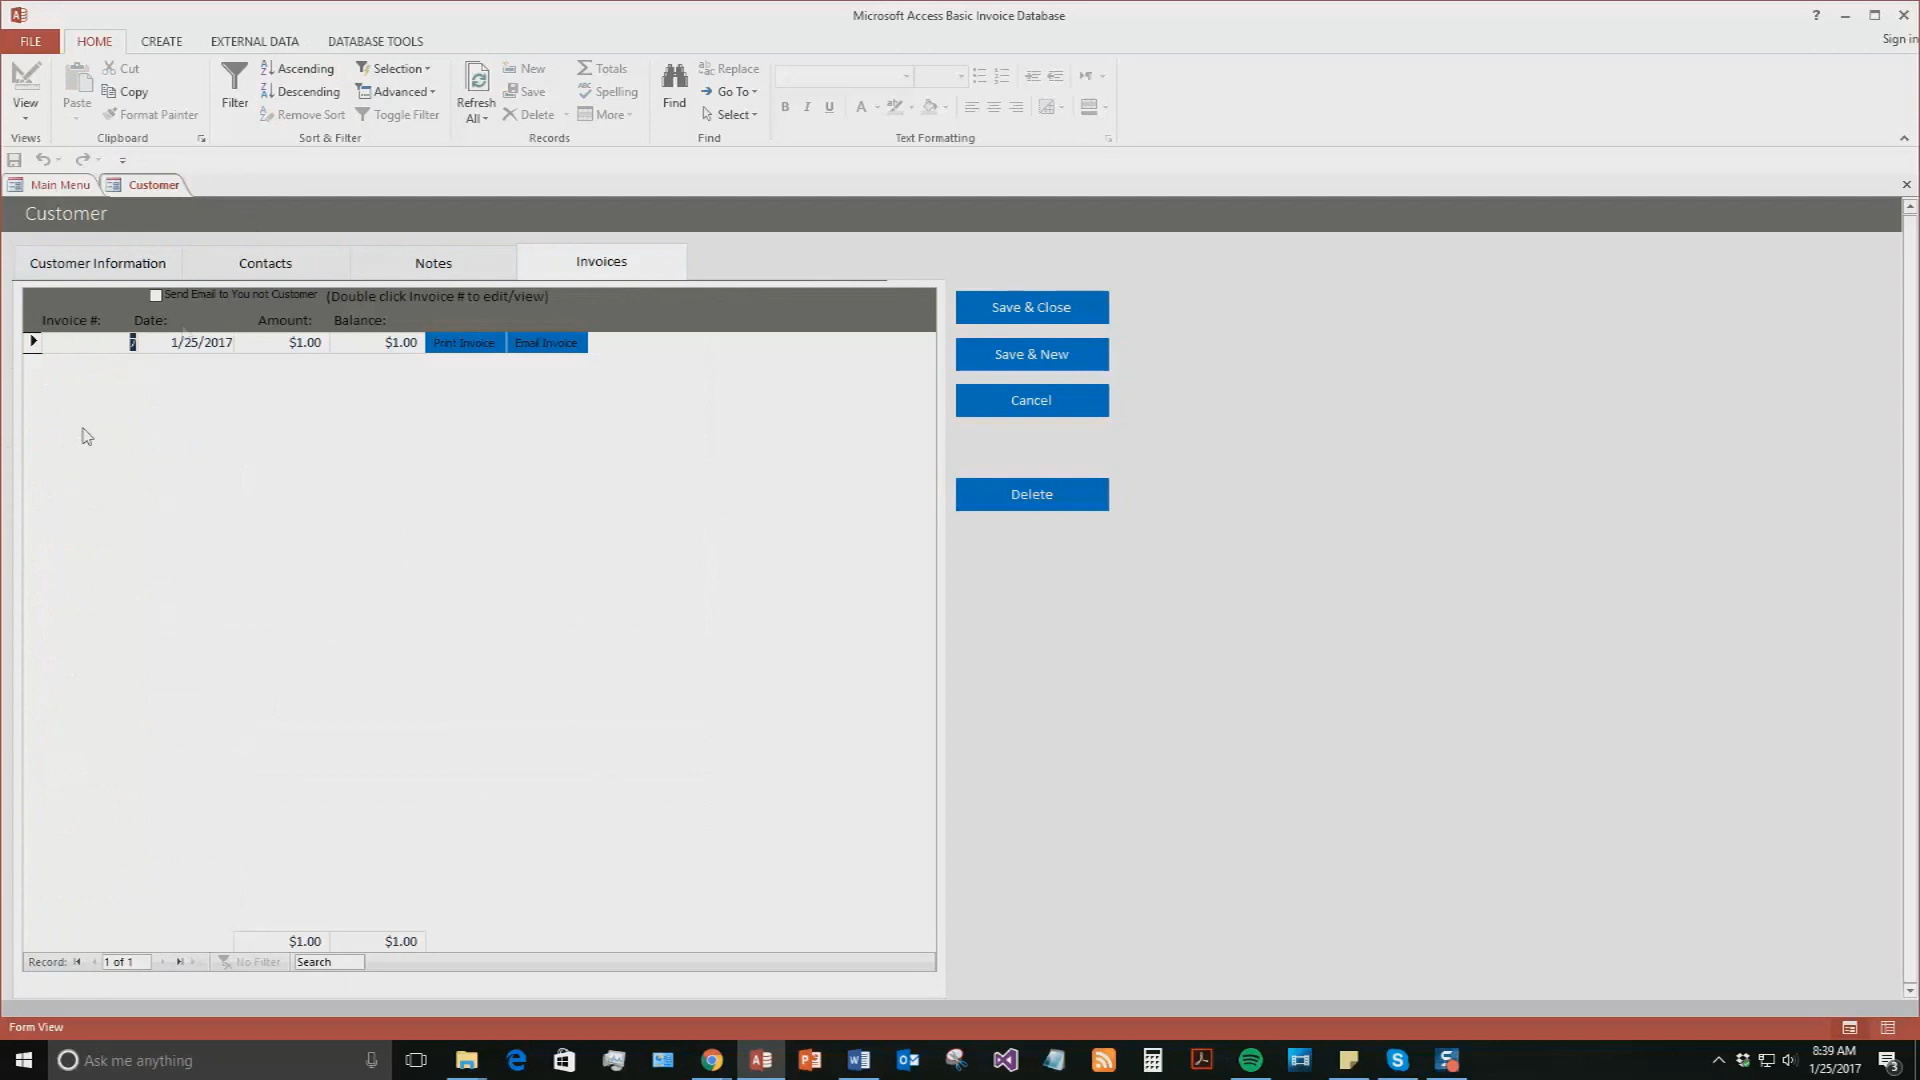 Microsoft Access Basic Invoice Database
?
Sign in
FILE HOME CREATE EXTERNAL DATA DATABASE TOOLS
View
Views
Paste
Cut
Copy
Format Painter
Clipboard
Filter
Ascending
Descending
Remove Sort
Selection
Advanced
Toggle Filter
Sort & Filter
Refresh
All
New
Save
Delete
Totals
Spelling
More
Records
Find
Replace
Go To
Select
Find
B I U A
Text Formatting
Main Menu Customer
Customer
Customer Information Contacts Notes Invoices
Send Email to You not Customer (Double click Invoice # to edit/view)
Invoice #: Date: Amount: Balance:
7 1/25/2017 $1.00 $1.00 Print Invoice Email Invoice
Save & Close
Save & New
Cancel
Delete
$1.00 $1.00
Record: 1 of 1 No Filter Search
Form View
Ask me anything
8:39 AM
1/25/2017
3